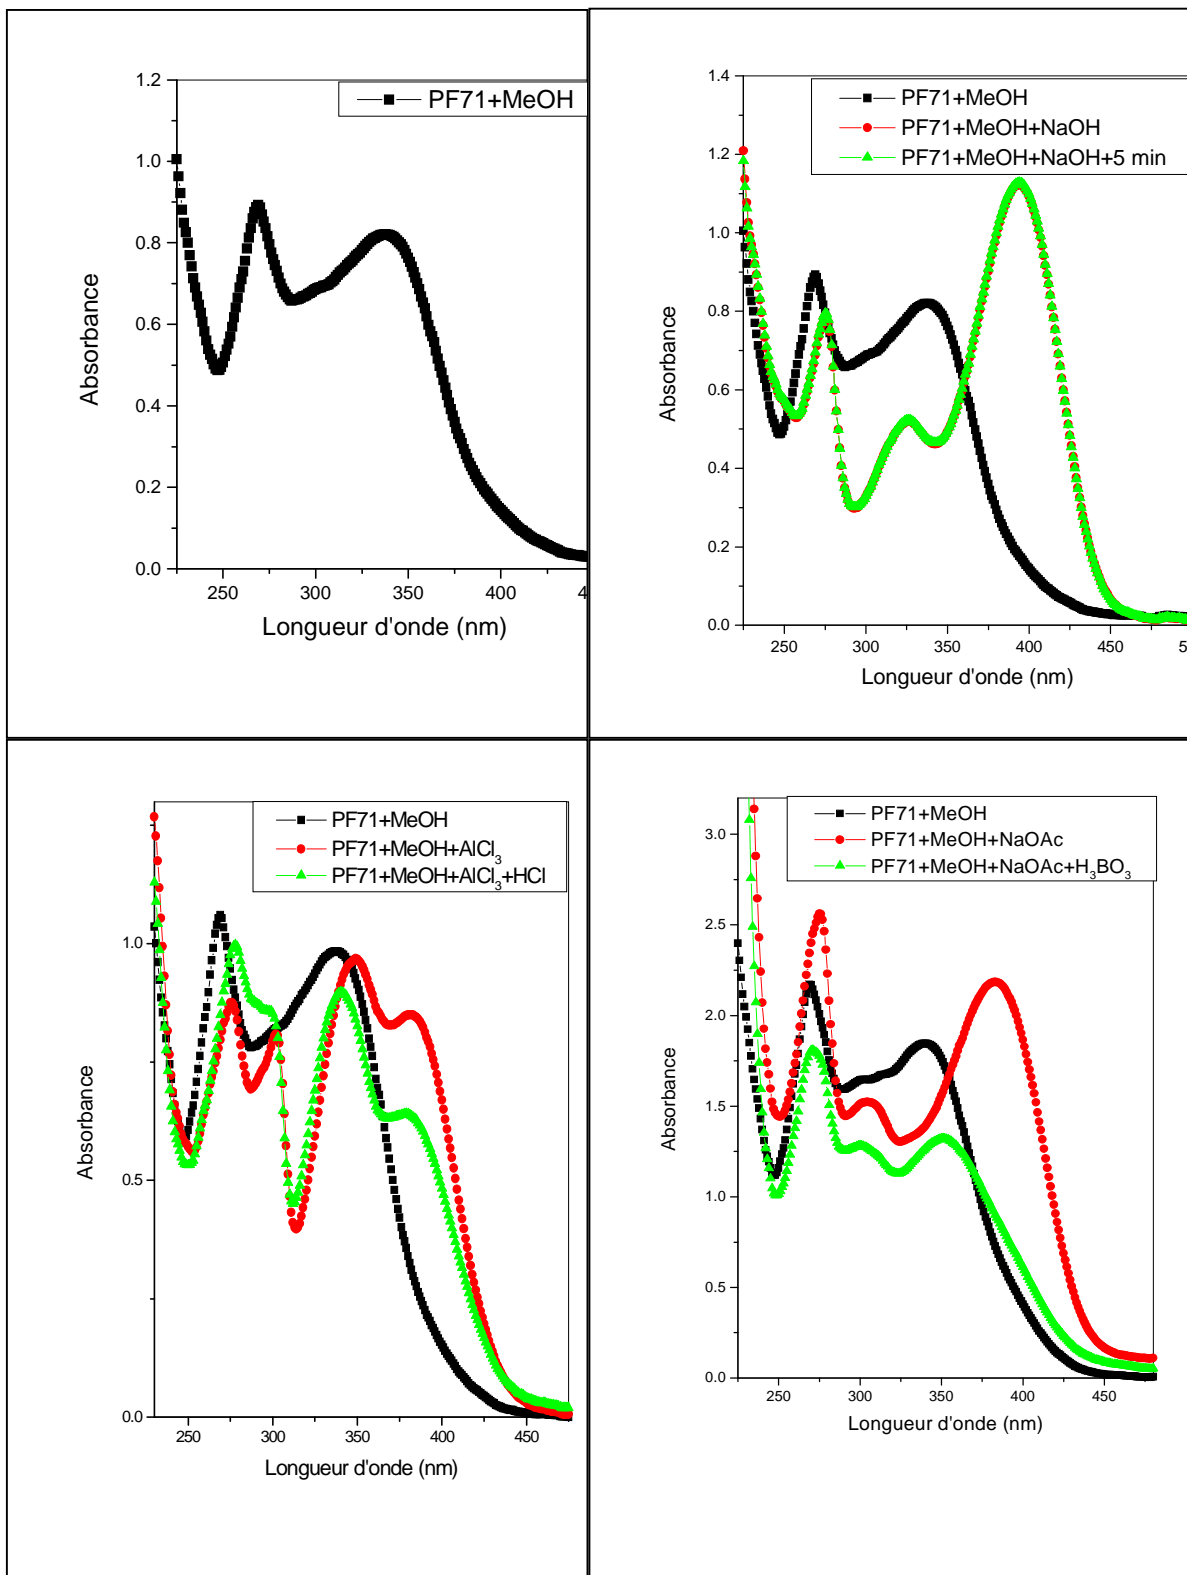 PF71+MeOH
1.2
1.0
0.8
0.6
0.4
0.2
0.0
Absorbance
250 300 350 400
Longueur d'onde (nm)
PF71+MeOH
PF71+MeOH+NaOH
PF71+MeOH+NaOH+5 min
1.4
1.2
1.0
0.8
0.6
0.4
0.2
0.0
Absorbance
250 300 350 400 450 5
Longueur d'onde (nm)
PF71+MeOH
PF71+MeOH+AlCl3
PF71+MeOH+AlCl3+HCl
1.0
0.5
0.0
Absorbance
250 300 350 400 450
Longueur d'onde (nm)
PF71+MeOH
PF71+MeOH+NaOAc
PF71+MeOH+NaOAc+H3BO3
3.0
2.5
2.0
1.5
1.0
0.5
0.0
Absorbance
250 300 350 400 450
Longueur d'onde (nm)